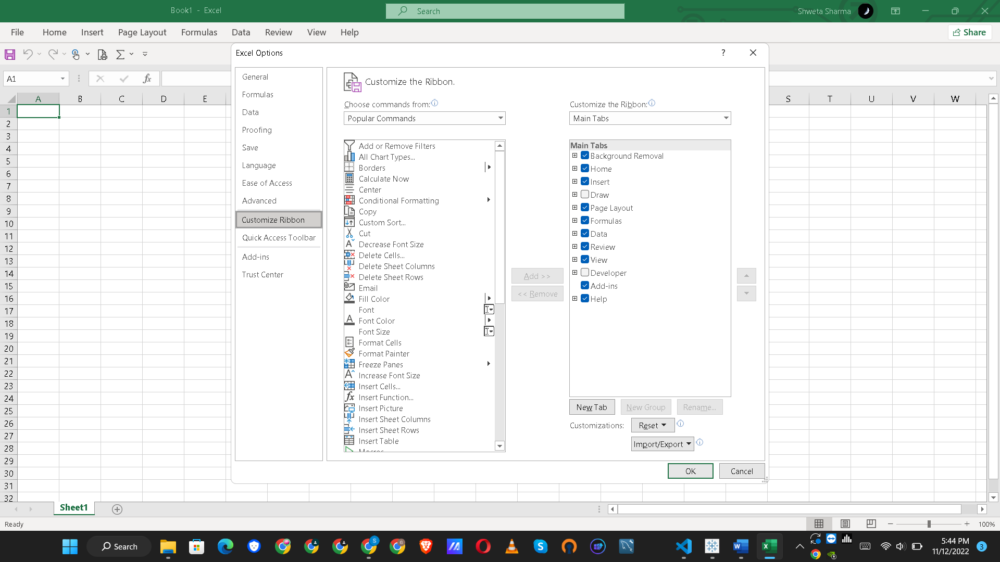 Book1 - Excel
Search
Shweta Sharma
File Home Insert Page Layout Formulas Data Review View Help
Share
Excel Options
?
A1
fx
A B C D E S T U V W
1
2
3
4
5
6
7
8
9
10
11
12
13
14
15
16
17
18
19
20
21
22
23
24
25
26
27
28
29
30
31
32
General
Formulas
Data
Proofing
Save
Language
Ease of Access
Advanced
Customize Ribbon
Quick Access Toolbar
Add-ins
Trust Center
Customize the Ribbon.
Choose commands from:
Popular Commands
Add or Remove Filters
All Chart Types...
Borders
Calculate Now
Center
Conditional Formatting
Copy
Custom Sort...
Cut
Decrease Font Size
Delete Cells...
Delete Sheet Columns
Delete Sheet Rows
Email
Fill Color
Font
Font Color
Font Size
Format Cells
Format Painter
Freeze Panes
Increase Font Size
Insert Cells...
Insert Function...
Insert Picture
Insert Sheet Columns
Insert Sheet Rows
Insert Table
Macros
Add >>
<< Remove
Customize the Ribbon:
Main Tabs
Main Tabs
Background Removal
Home
Insert
Draw
Page Layout
Formulas
Data
Review
View
Developer
Add-ins
Help
New Tab New Group Rename...
Customizations: Reset
Import/Export
OK Cancel
Sheet1
Ready
100%
Search
5:44 PM
11/12/2022
3